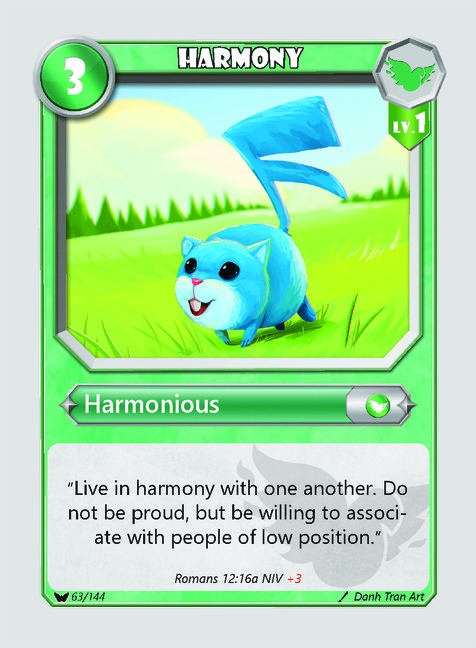 HARMONY
3
LV.1
Harmonious
"Live in harmony with one another. Do
not be proud, but be willing to associ-
ate with people of low position."
Romans 12:16a NIV +3
63/144
Danh Tran Art